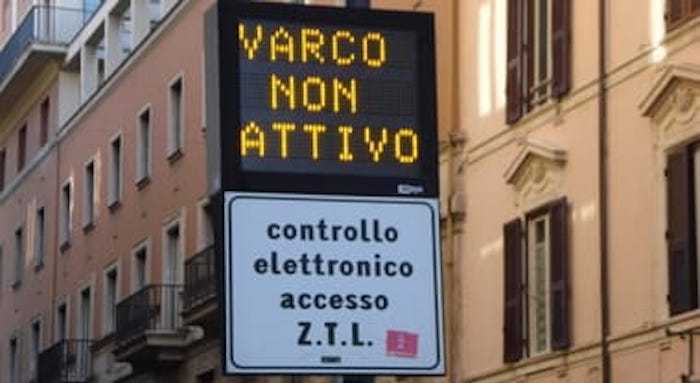 VARCO
NON
ATTIVO
controllo
elettronico
accesso
Z.T.L.